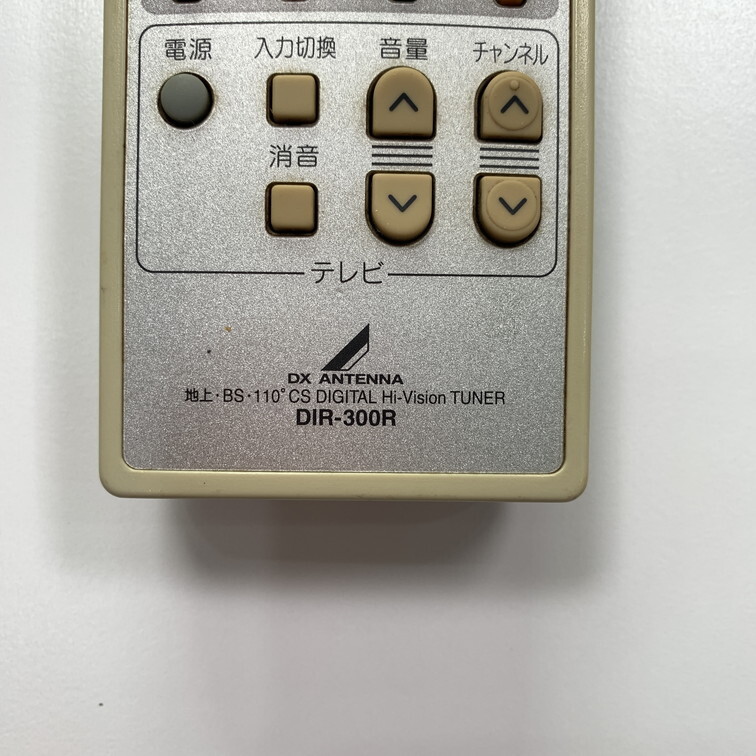 電源 入力切換 音量 チャンネル
消音
テレビ
DX ANTENNA
地上・BS・110°CS DIGITAL Hi-Vision TUNER
DIR-300R